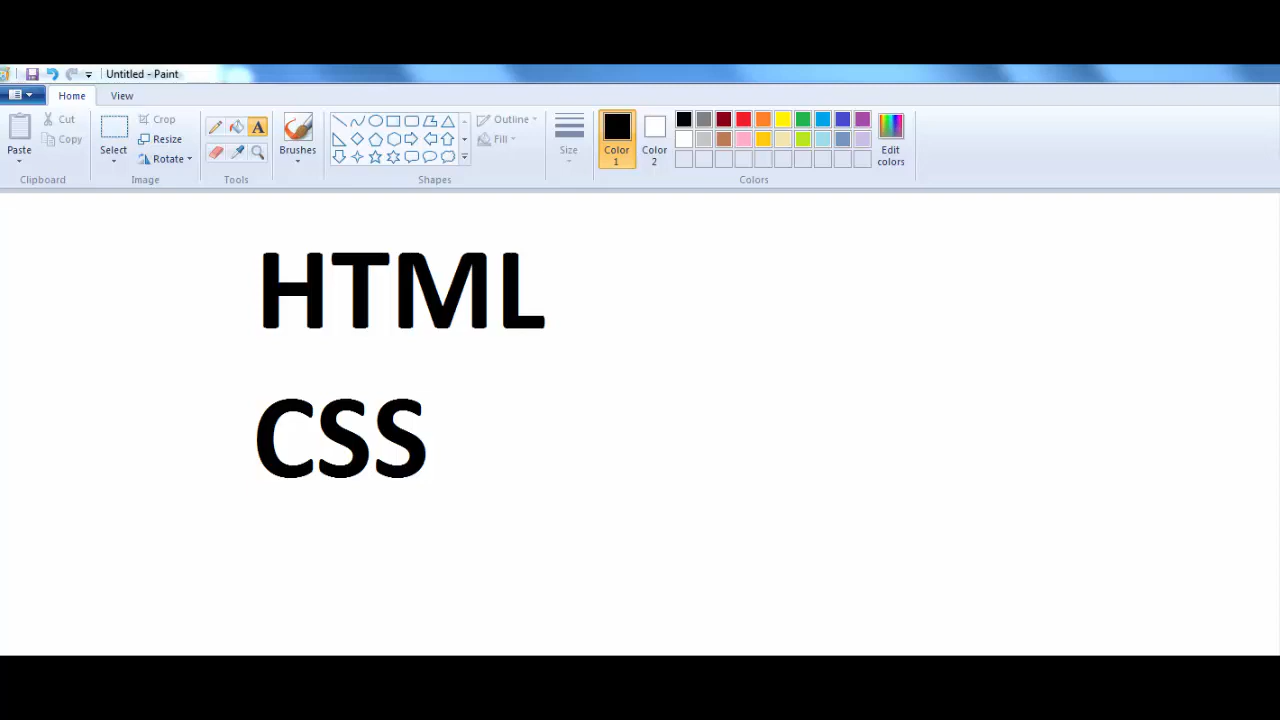 Untitled - Paint
Home View
Paste
Cut
Copy
Clipboard
Select
Crop
Resize
Rotate
Image
A
Tools
Brushes
Shapes
Outline
Fill
Size
Color 1
Color 2
Edit colors
Colors
HTML
CSS